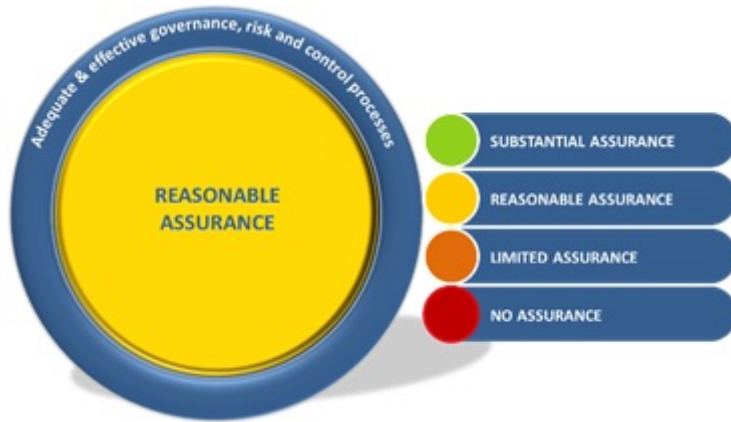 Adequate & effective governance, risk and control processes
REASONABLE
ASSURANCE
SUBSTANTIAL ASSURANCE
REASONABLE ASSURANCE
LIMITED ASSURANCE
NO ASSURANCE